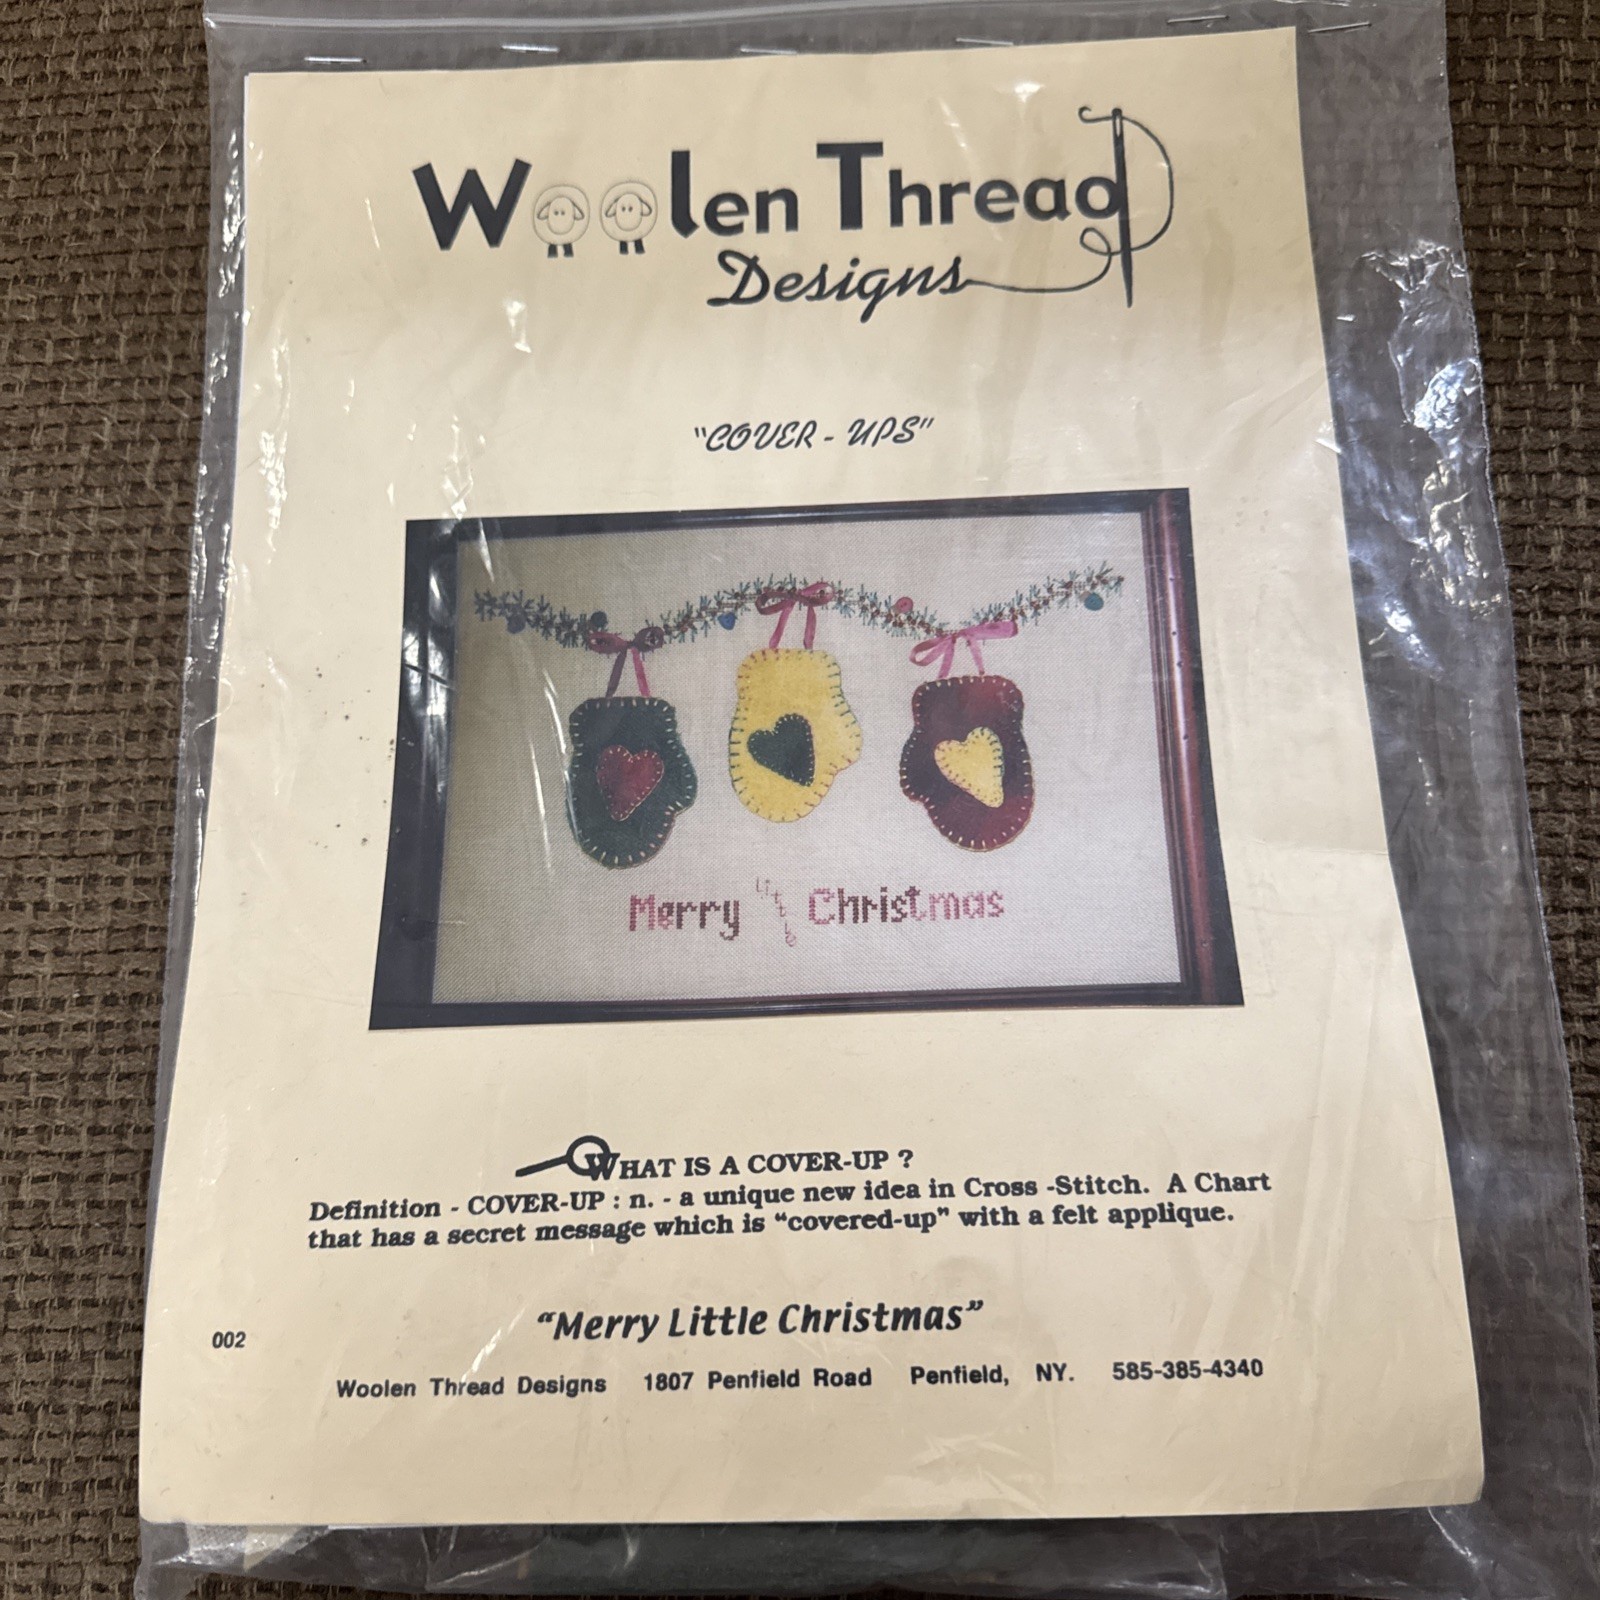 Woolen Thread
Designs
"COVER - UPS"
Merry Little Christmas
WHAT IS A COVER-UP ?
Definition - COVER-UP : n. - a unique new idea in Cross -Stitch. A Chart
that has a secret message which is "covered-up" with a felt applique.
"Merry Little Christmas"
002
Woolen Thread Designs 1807 Penfield Road Penfield, NY. 585-385-4340